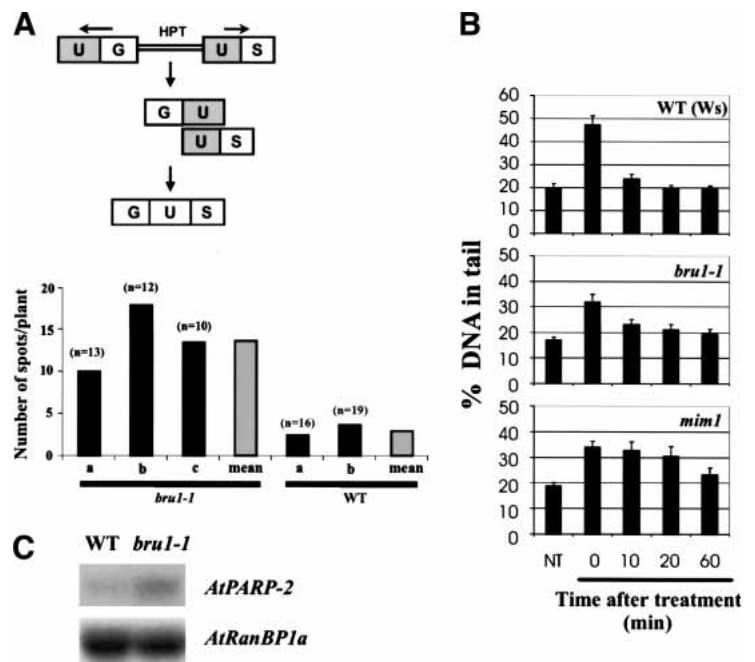 A
HPT
U G U S
G U
U S
G U S
Number of spots/plant
20
15
10
5
0
(n=13)
(n=12)
(n=10)
(n=16)
(n=19)
a b c mean a b mean
bru1-1 WT
B
% DNA in tail
WT (Ws)
60
50
40
30
20
10
0
bru1-1
50
40
30
20
10
0
mim1
50
40
30
20
10
0
NT 0 10 20 60
Time after treatment
(min)
C
WT bru1-1
AtPARP-2
AtRanBP1a